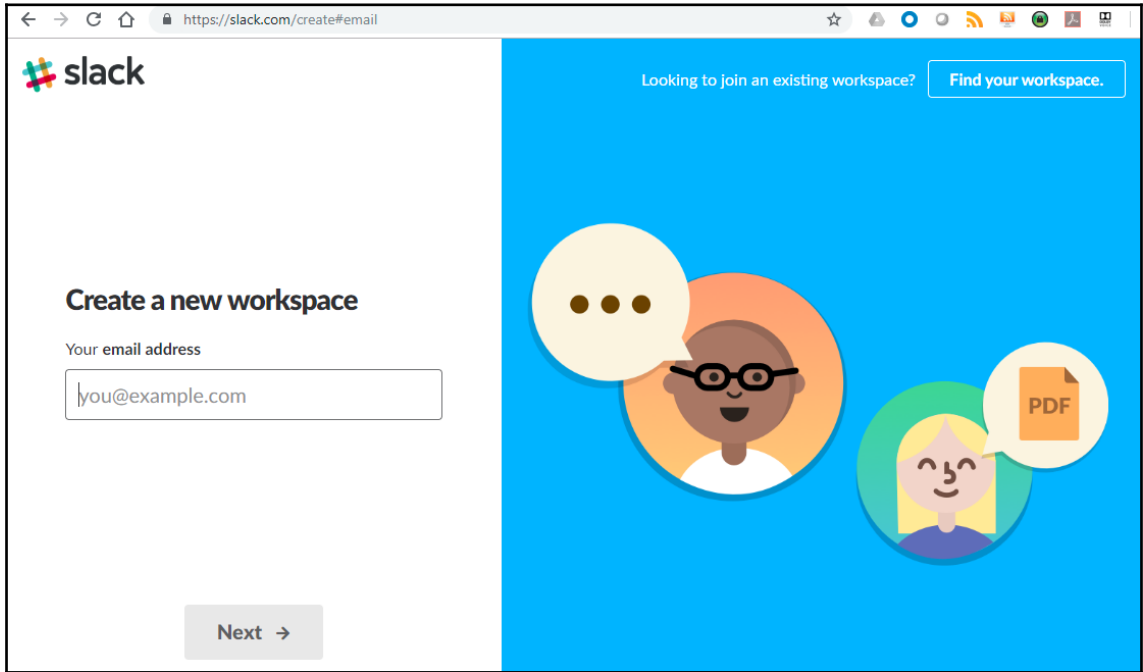 https://slack.com/create#email
slack
Looking to join an existing workspace? Find your workspace.
Create a new workspace
Your email address
you@example.com
PDF
Next →